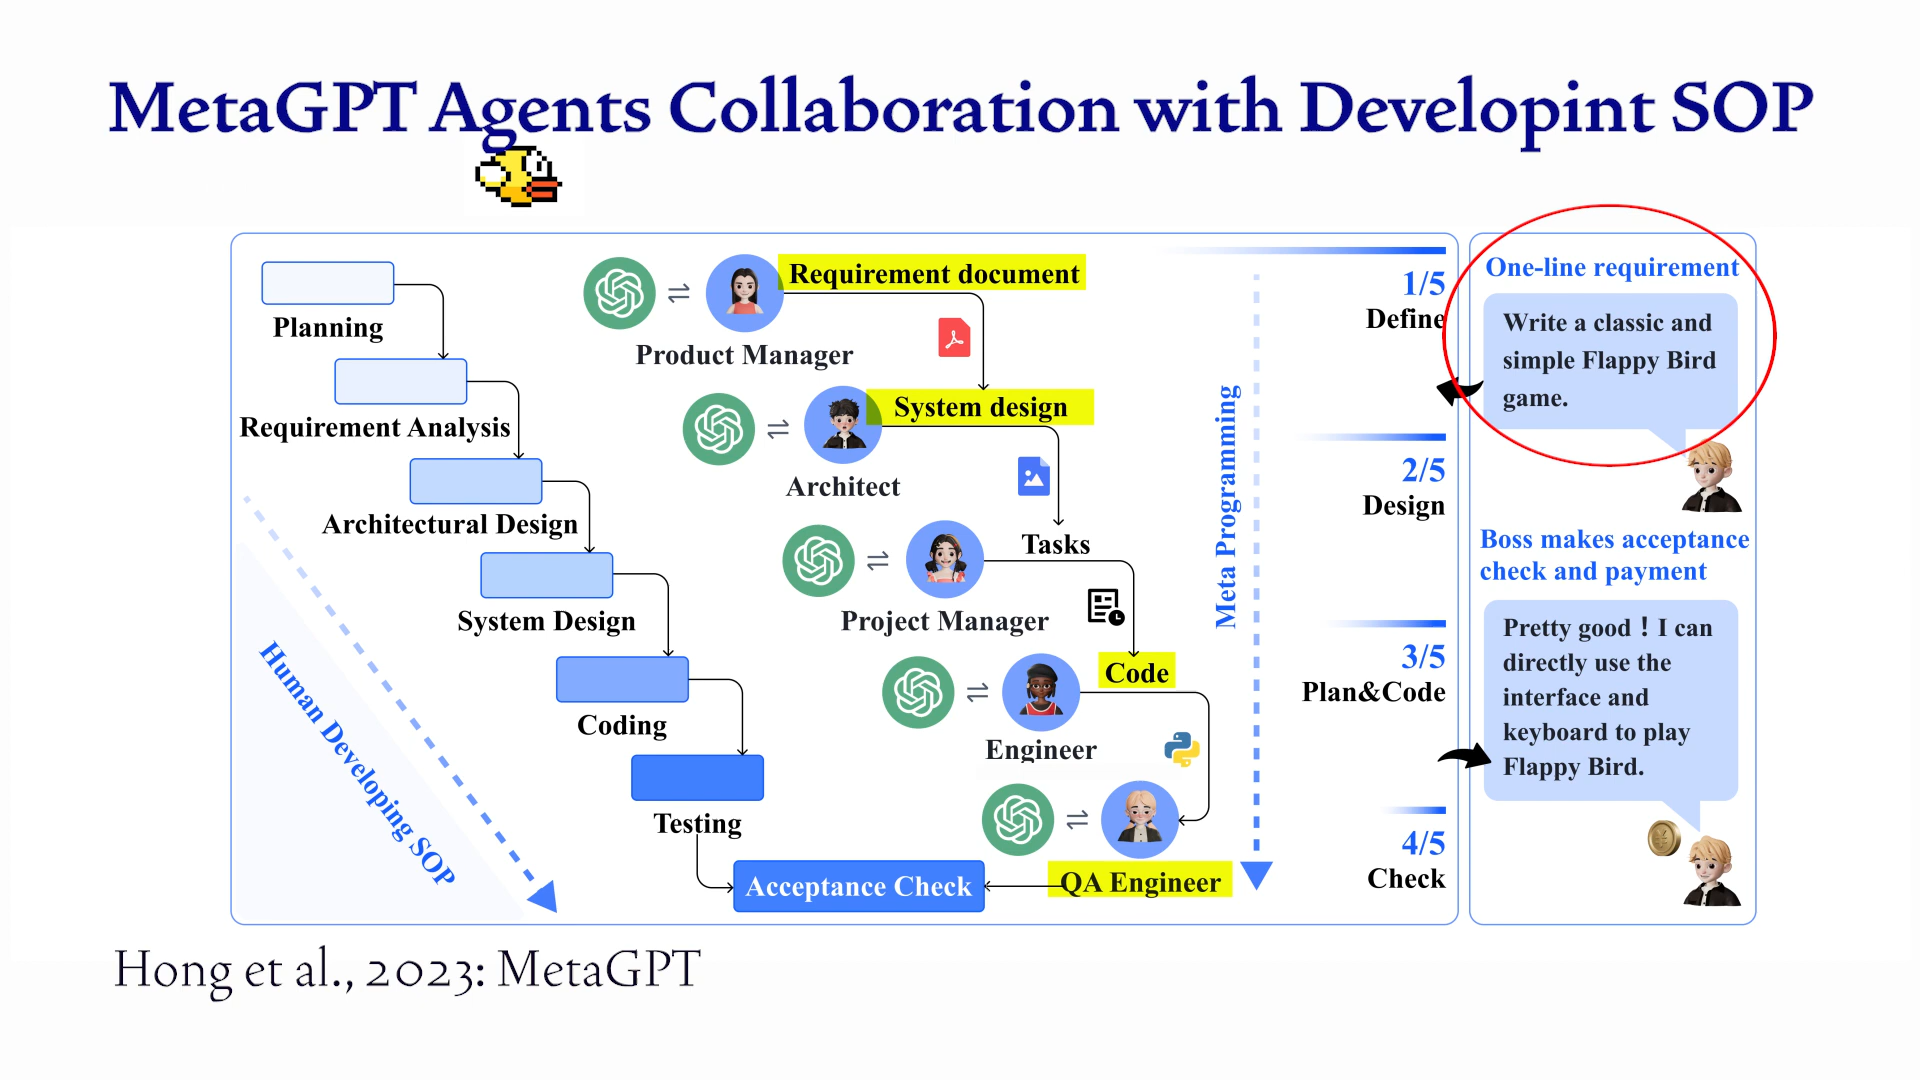 MetaGPT Agents Collaboration with Developint SOP
Planning
Requirement Analysis
Architectural Design
System Design
Coding
Testing
Acceptance Check
Human Developing SOP
Requirement document
Product Manager
System design
Architect
Tasks
Project Manager
Code
Engineer
QA Engineer
Meta Programming
1/5
Define
2/5
Design
3/5
Plan&Code
4/5
Check
One-line requirement
Write a classic and
simple Flappy Bird
game.
Boss makes acceptance
check and payment
Pretty good！I can
directly use the
interface and
keyboard to play
Flappy Bird.
¥
Hong et al., 2023: MetaGPT